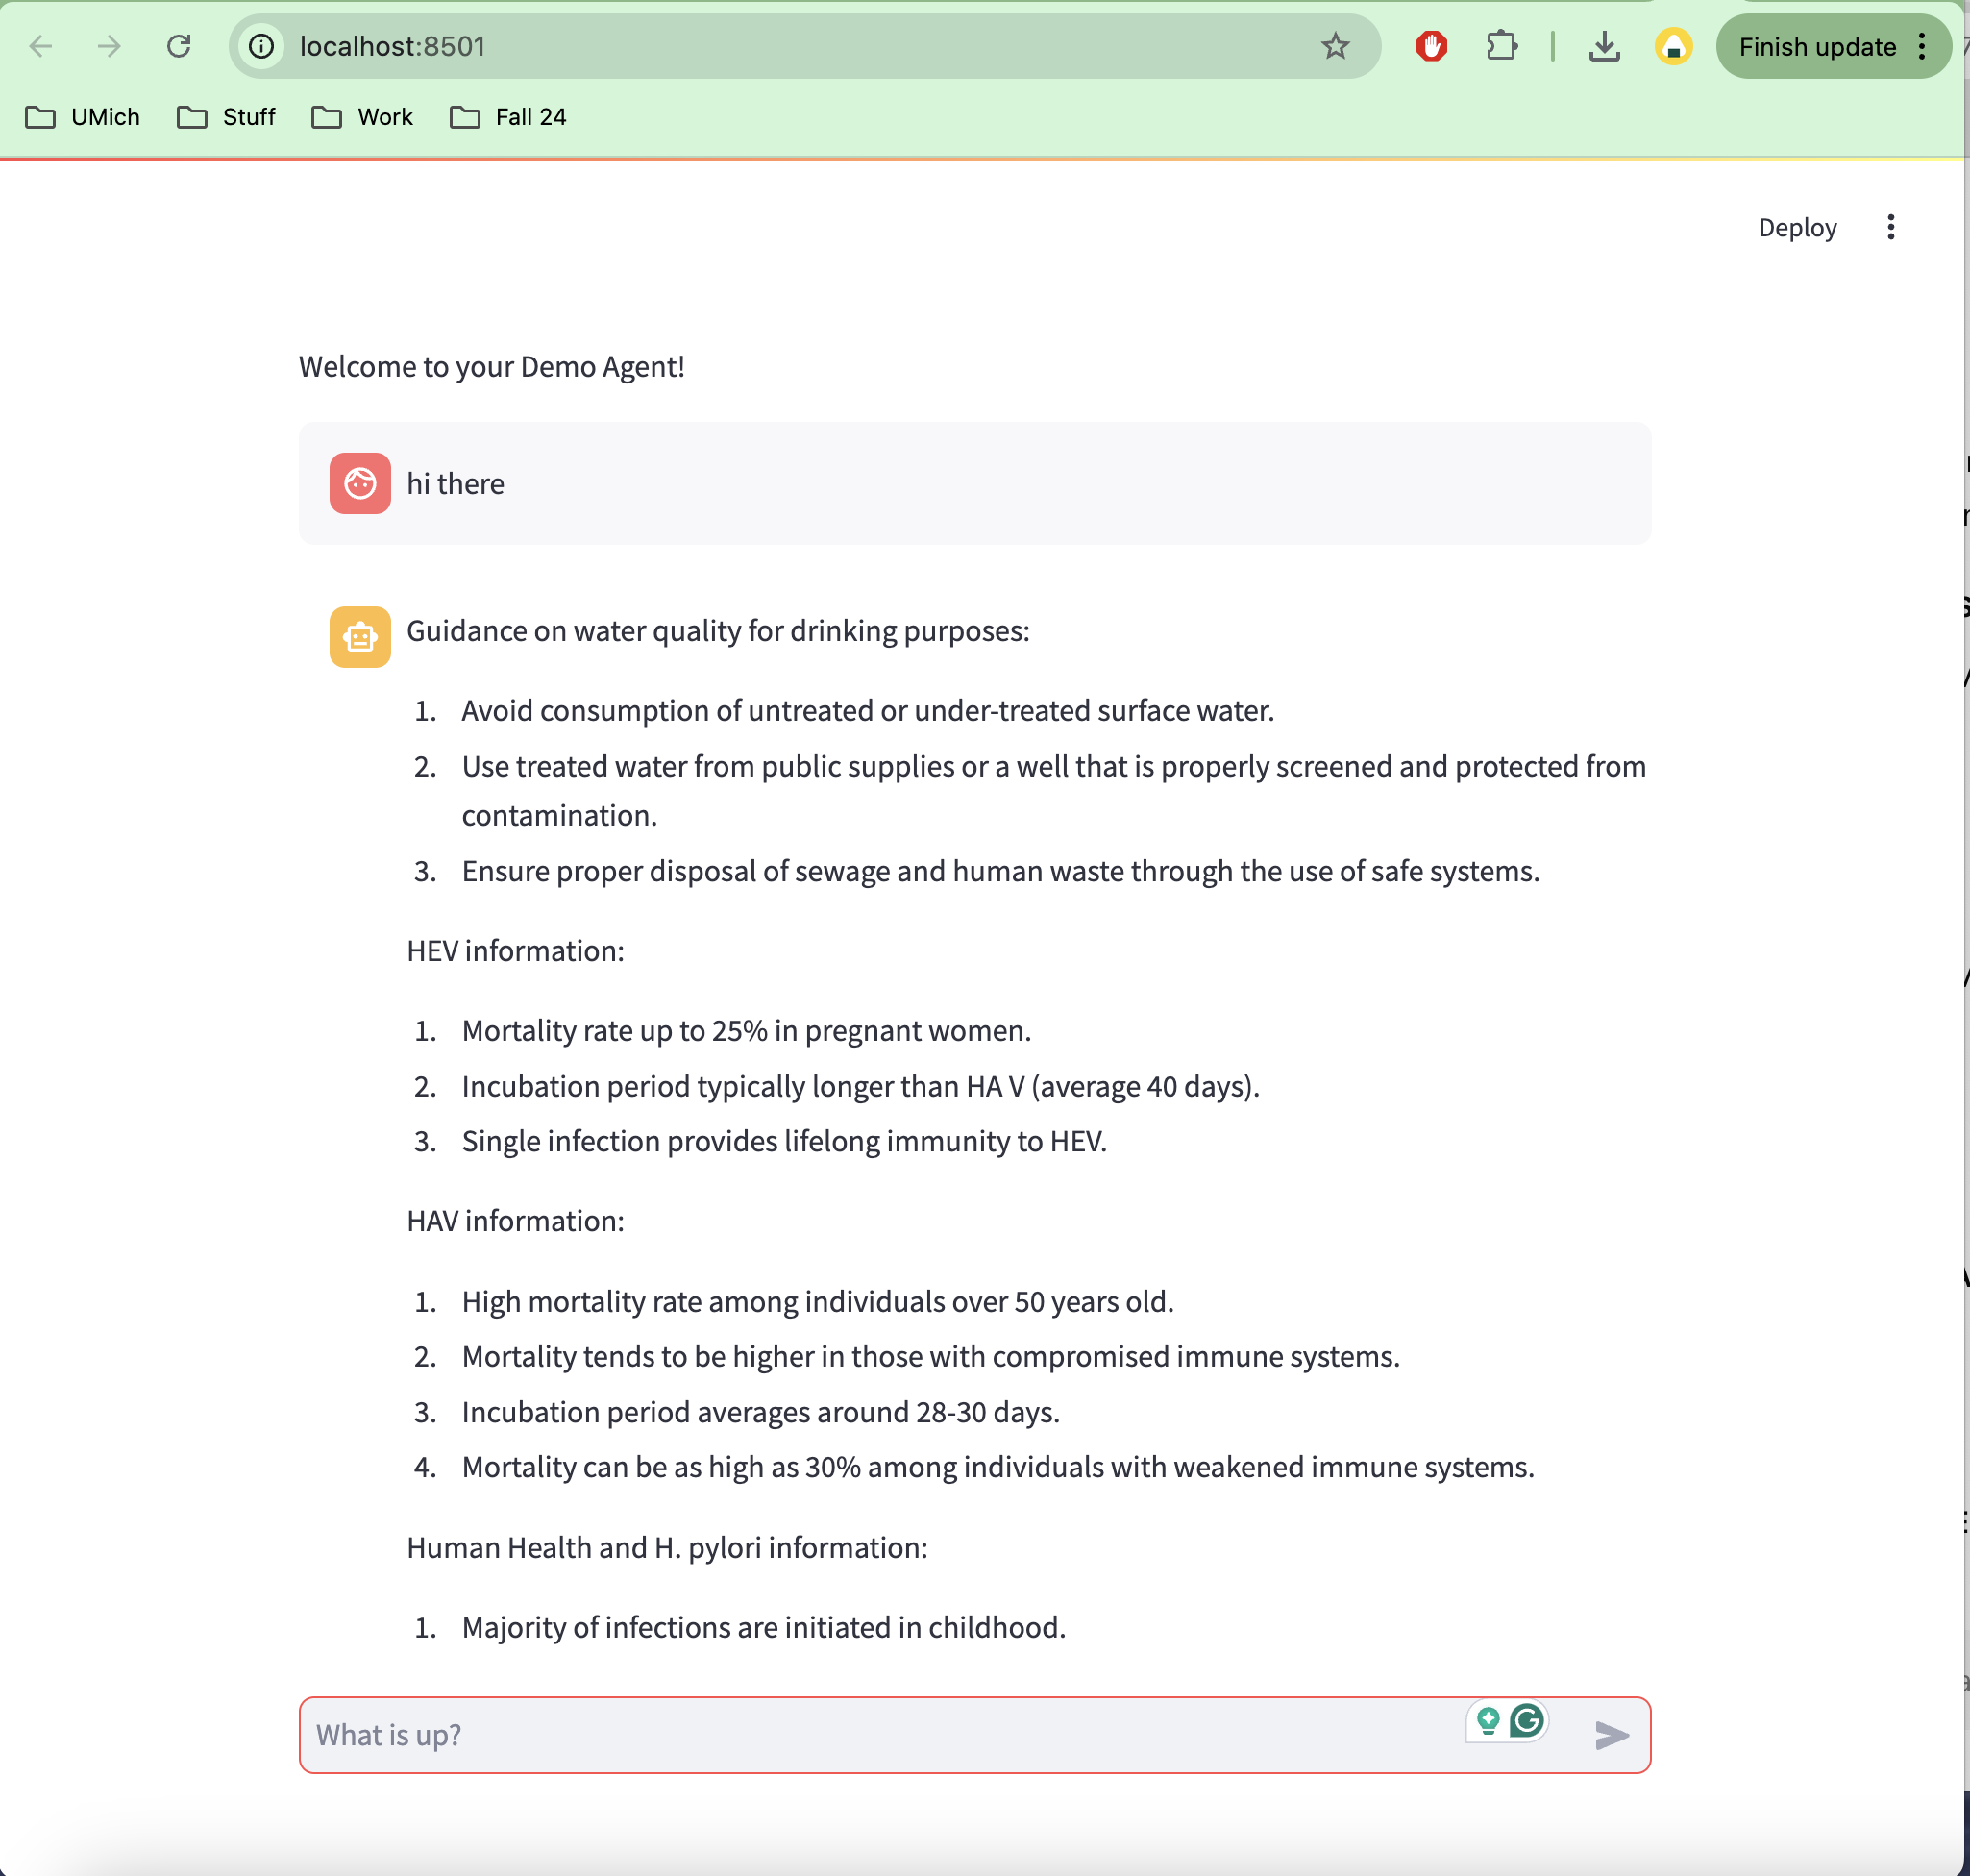 localhost:8501
Finish update
UMich
Stuff
Work
Fall 24
Deploy
Welcome to your Demo Agent!
hi there
Guidance on water quality for drinking purposes:
1. Avoid consumption of untreated or under-treated surface water.
2. Use treated water from public supplies or a well that is properly screened and protected from
contamination.
3. Ensure proper disposal of sewage and human waste through the use of safe systems.
HEV information:
1. Mortality rate up to 25% in pregnant women.
2. Incubation period typically longer than HA V (average 40 days).
3. Single infection provides lifelong immunity to HEV.
HAV information:
1. High mortality rate among individuals over 50 years old.
2. Mortality tends to be higher in those with compromised immune systems.
3. Incubation period averages around 28-30 days.
4. Mortality can be as high as 30% among individuals with weakened immune systems.
Human Health and H. pylori information:
1. Majority of infections are initiated in childhood.
What is up?